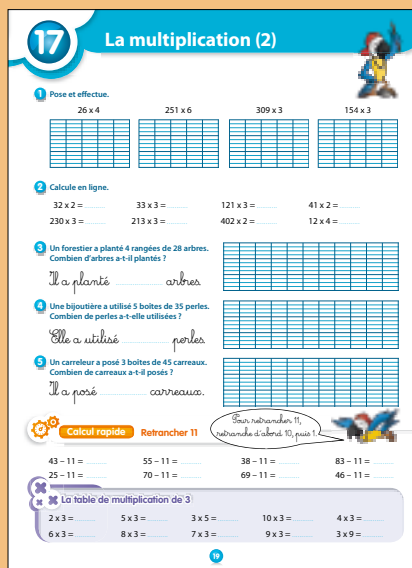 17 La multiplication (2)
1 Pose et effectue.
26 x 4 251 x 6 309 x 3 154 x 3
2 Calcule en ligne.
32 x 2 = ........ 33 x 3 = ........ 121 x 3 = ........ 41 x 2 = ........
230 x 3 = ........ 213 x 3 = ........ 402 x 2 = ........ 12 x 4 = ........
3 Un forestier a planté 4 rangées de 28 arbres.
Combien d'arbres a-t-il plantés ?
Il a planté ............ arbres.
4 Une bijoutière a utilisé 5 boîtes de 35 perles.
Combien de perles a-t-elle utilisées ?
Elle a utilisé ............ perles.
5 Un carreleur a posé 3 boîtes de 45 carreaux.
Combien de carreaux a-t-il posés ?
Il a posé ............ carreaux.
Calcul rapide Retrancher 11
Pour retrancher 11,
retranche d'abord 10, puis 1.
43 – 11 = ........ 55 – 11 = ........ 38 – 11 = ........ 83 – 11 = ........
25 – 11 = ........ 70 – 11 = ........ 69 – 11 = ........ 46 – 11 = ........
La table de multiplication de 3
2 x 3 = ........ 5 x 3 = ........ 3 x 5 = ........ 10 x 3 = ........ 4 x 3 = ........
6 x 3 = ........ 8 x 3 = ........ 7 x 3 = ........ 9 x 3 = ........ 3 x 9 = ........
19